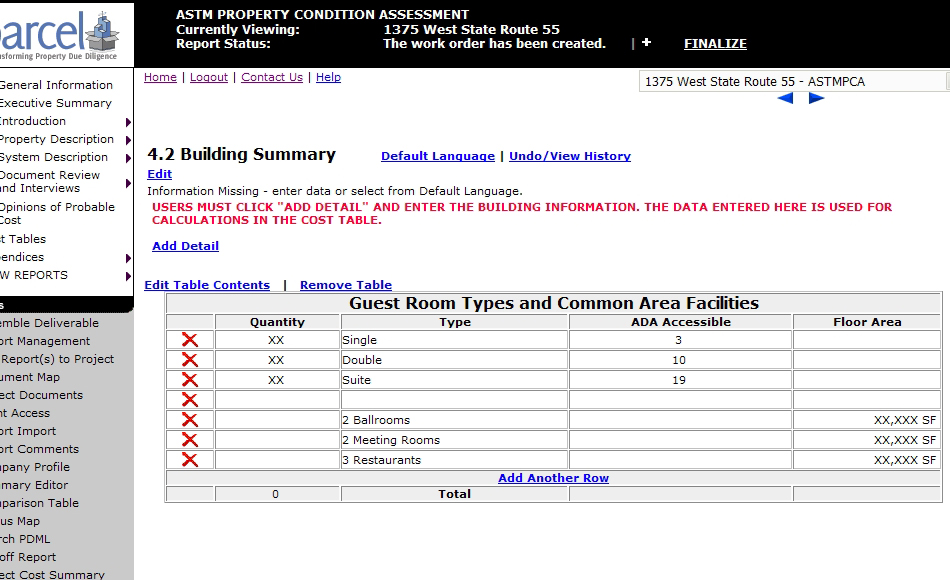 ASTM PROPERTY CONDITION ASSESSMENT
Currently Viewing: 1375 West State Route 55
Report Status: The work order has been created. | + FINALIZE
arcel
nsforming Property Due Diligence
Home | Logout | Contact Us | Help
1375 West State Route 55 - ASTMPCA
General Information
Executive Summary
Introduction
Property Description
System Description
Document Review
and Interviews
Opinions of Probable
Cost
t Tables
endices
W REPORTS
s
emble Deliverable
ort Management
Report(s) to Project
ument Map
ect Documents
nt Access
ort Import
ort Comments
mpany Profile
mary Editor
mparison Table
us Map
rch PDML
off Report
ect Cost Summary
4.2 Building Summary Default Language | Undo/View History
Edit
Information Missing - enter data or select from Default Language.
USERS MUST CLICK "ADD DETAIL" AND ENTER THE BUILDING INFORMATION. THE DATA ENTERED HERE IS USED FOR
CALCULATIONS IN THE COST TABLE.
Add Detail
Edit Table Contents | Remove Table
Guest Room Types and Common Area Facilities
Quantity Type ADA Accessible Floor Area
XX Single 3
XX Double 10
XX Suite 19
2 Ballrooms XX,XXX SF
2 Meeting Rooms XX,XXX SF
3 Restaurants XX,XXX SF
Add Another Row
0 Total